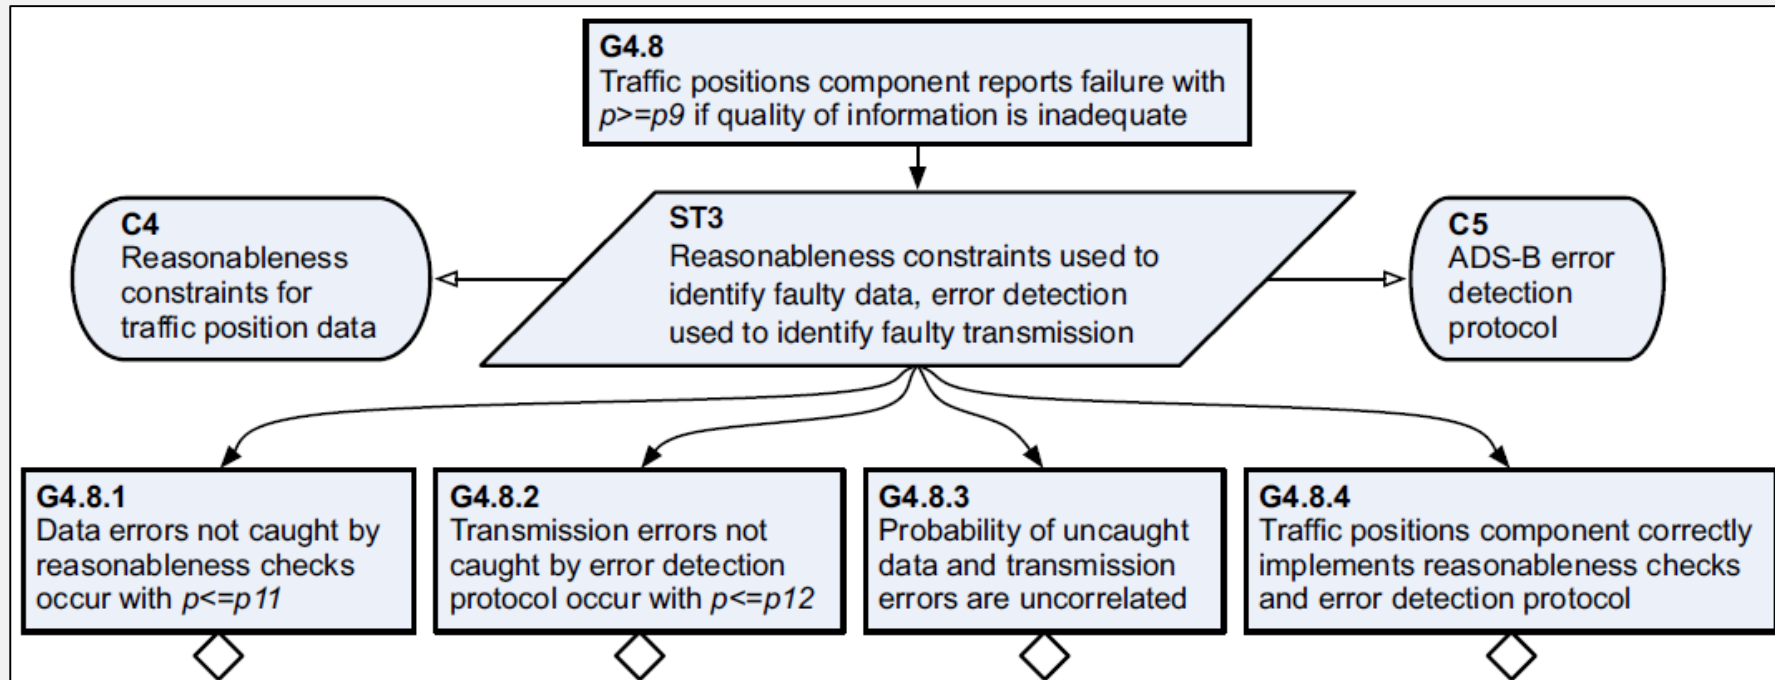 G4.8
Traffic positions component reports failure with
p>=p9 if quality of information is inadequate
C4
Reasonableness
constraints for
traffic position data
ST3
Reasonableness constraints used to
identify faulty data, error detection
used to identify faulty transmission
C5
ADS-B error
detection
protocol
G4.8.1
Data errors not caught by
reasonableness checks
occur with p<=p11
G4.8.2
Transmission errors not
caught by error detection
protocol occur with p<=p12
G4.8.3
Probability of uncaught
data and transmission
errors are uncorrelated
G4.8.4
Traffic positions component correctly
implements reasonableness checks
and error detection protocol